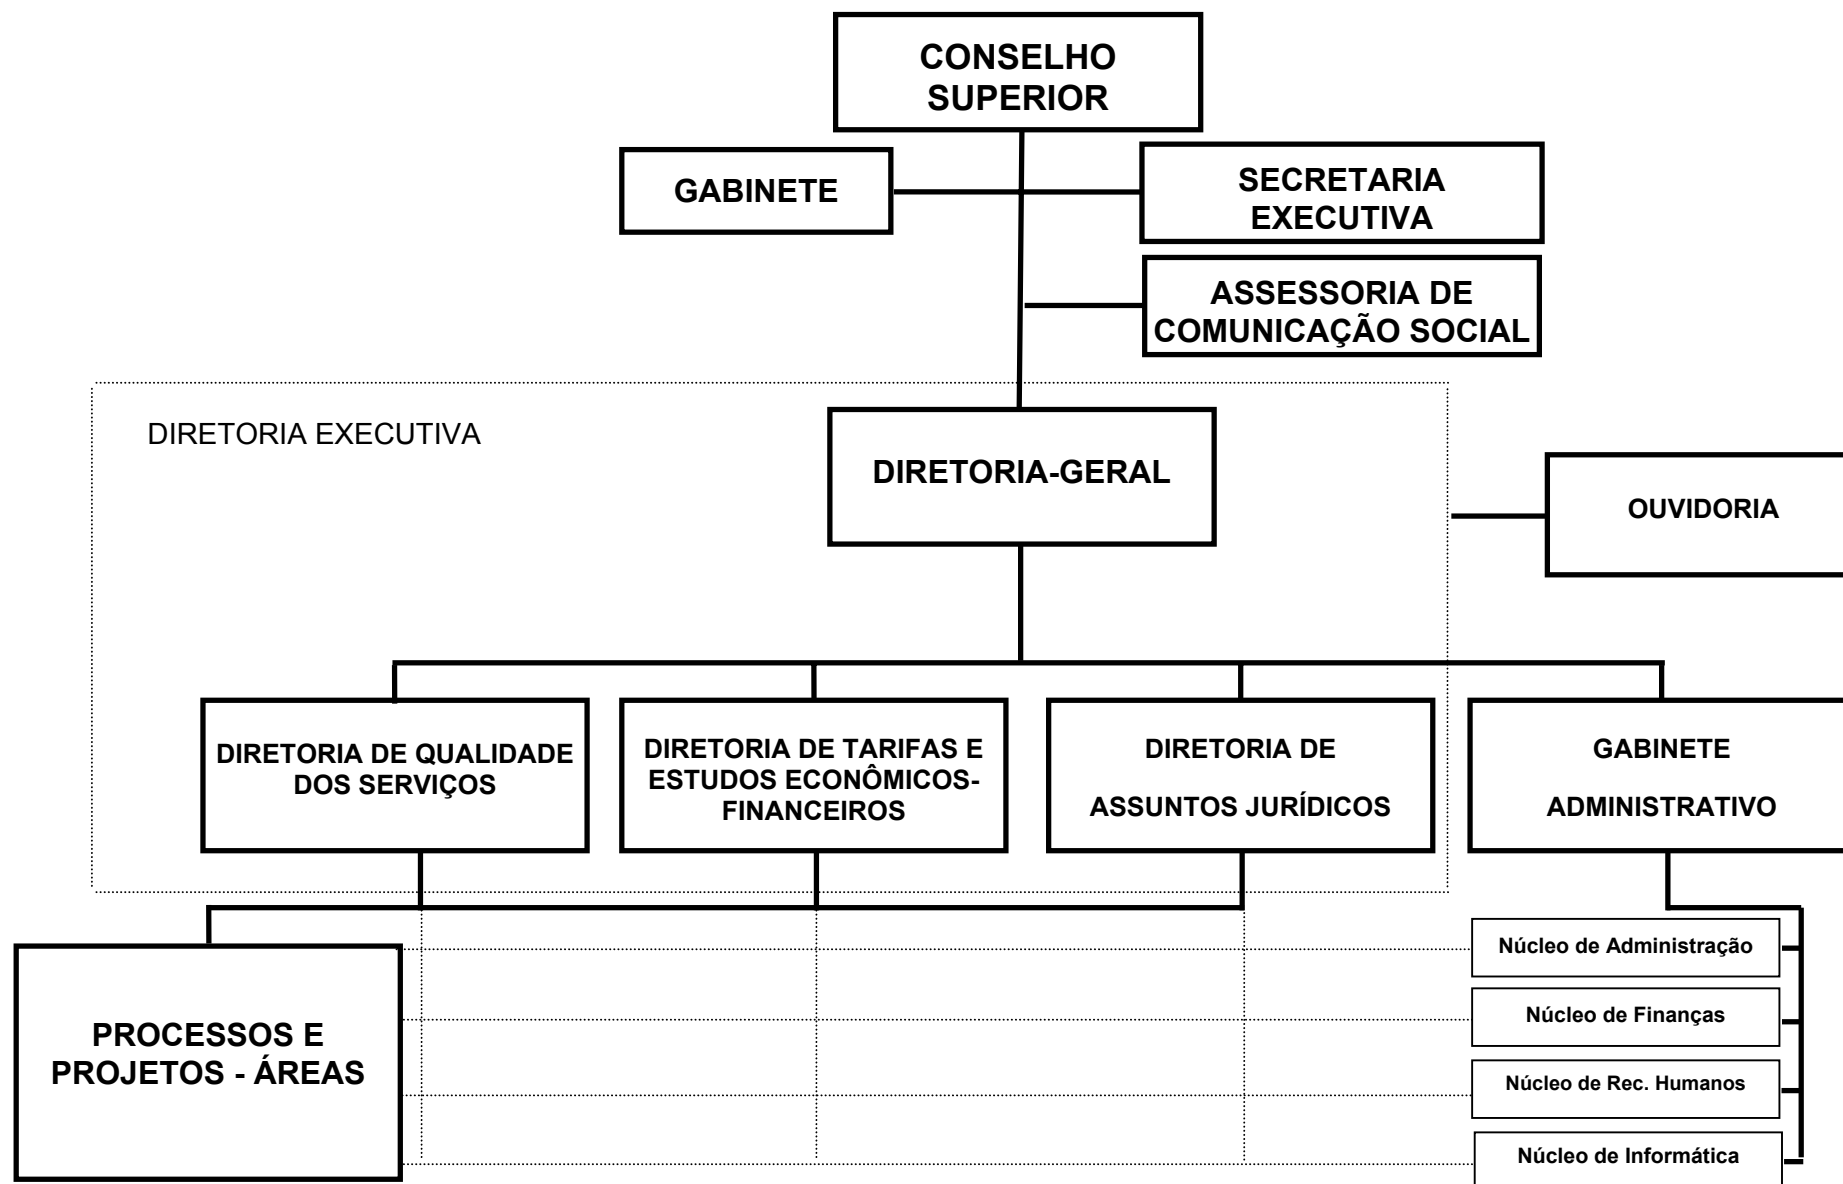 CONSELHO
SUPERIOR
GABINETE
SECRETARIA
EXECUTIVA
ASSESSORIA DE
COMUNICAÇÃO SOCIAL
DIRETORIA EXECUTIVA
DIRETORIA-GERAL
OUVIDORIA
DIRETORIA DE QUALIDADE
DOS SERVIÇOS
DIRETORIA DE TARIFAS E
ESTUDOS ECONÔMICOS-
FINANCEIROS
DIRETORIA DE
ASSUNTOS JURÍDICOS
GABINETE
ADMINISTRATIVO
PROCESSOS E
PROJETOS - ÁREAS
Núcleo de Administração
Núcleo de Finanças
Núcleo de Rec. Humanos
Núcleo de Informática